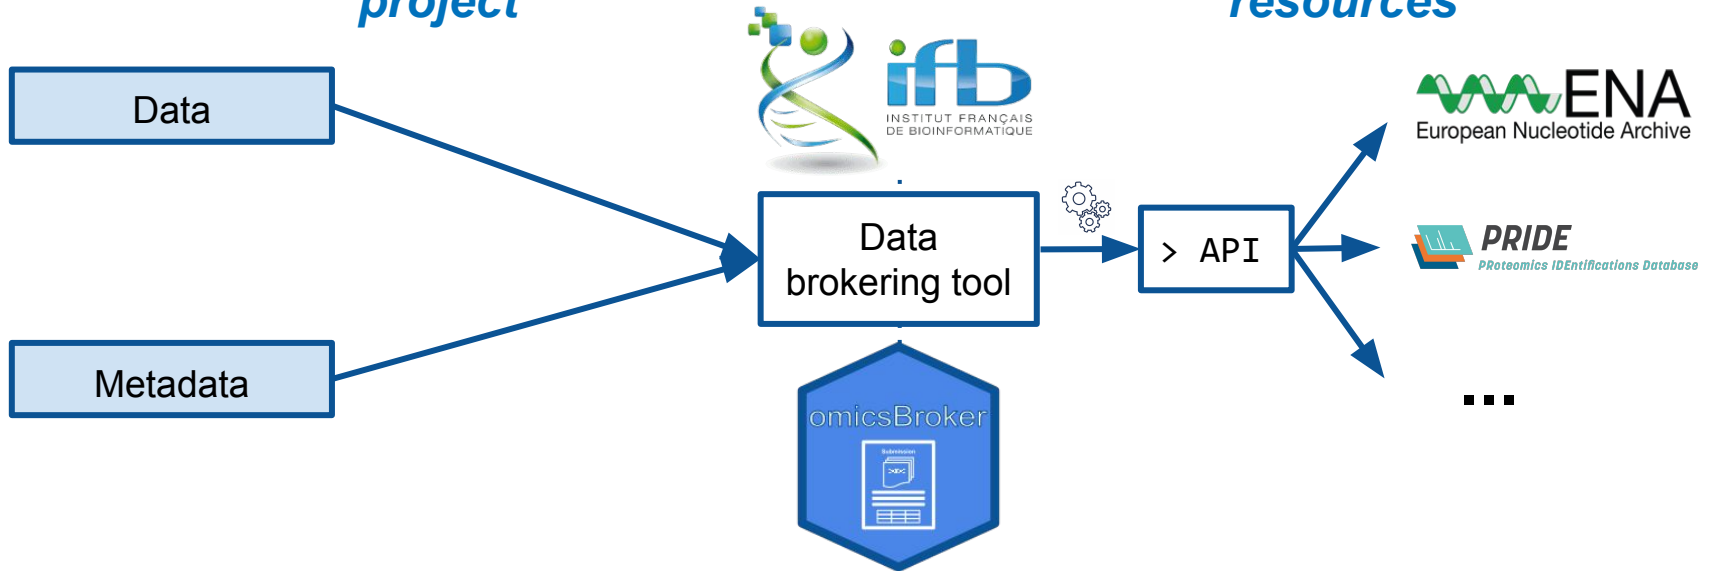 project
resources
Data
ifb
INSTITUT FRANÇAIS
DE BIOINFORMATIQUE
ENA
European Nucleotide Archive
Data
brokering tool
> API
PRIDE
PRoteomics IDEntifications Database
Metadata
...
omicsBroker
Submission